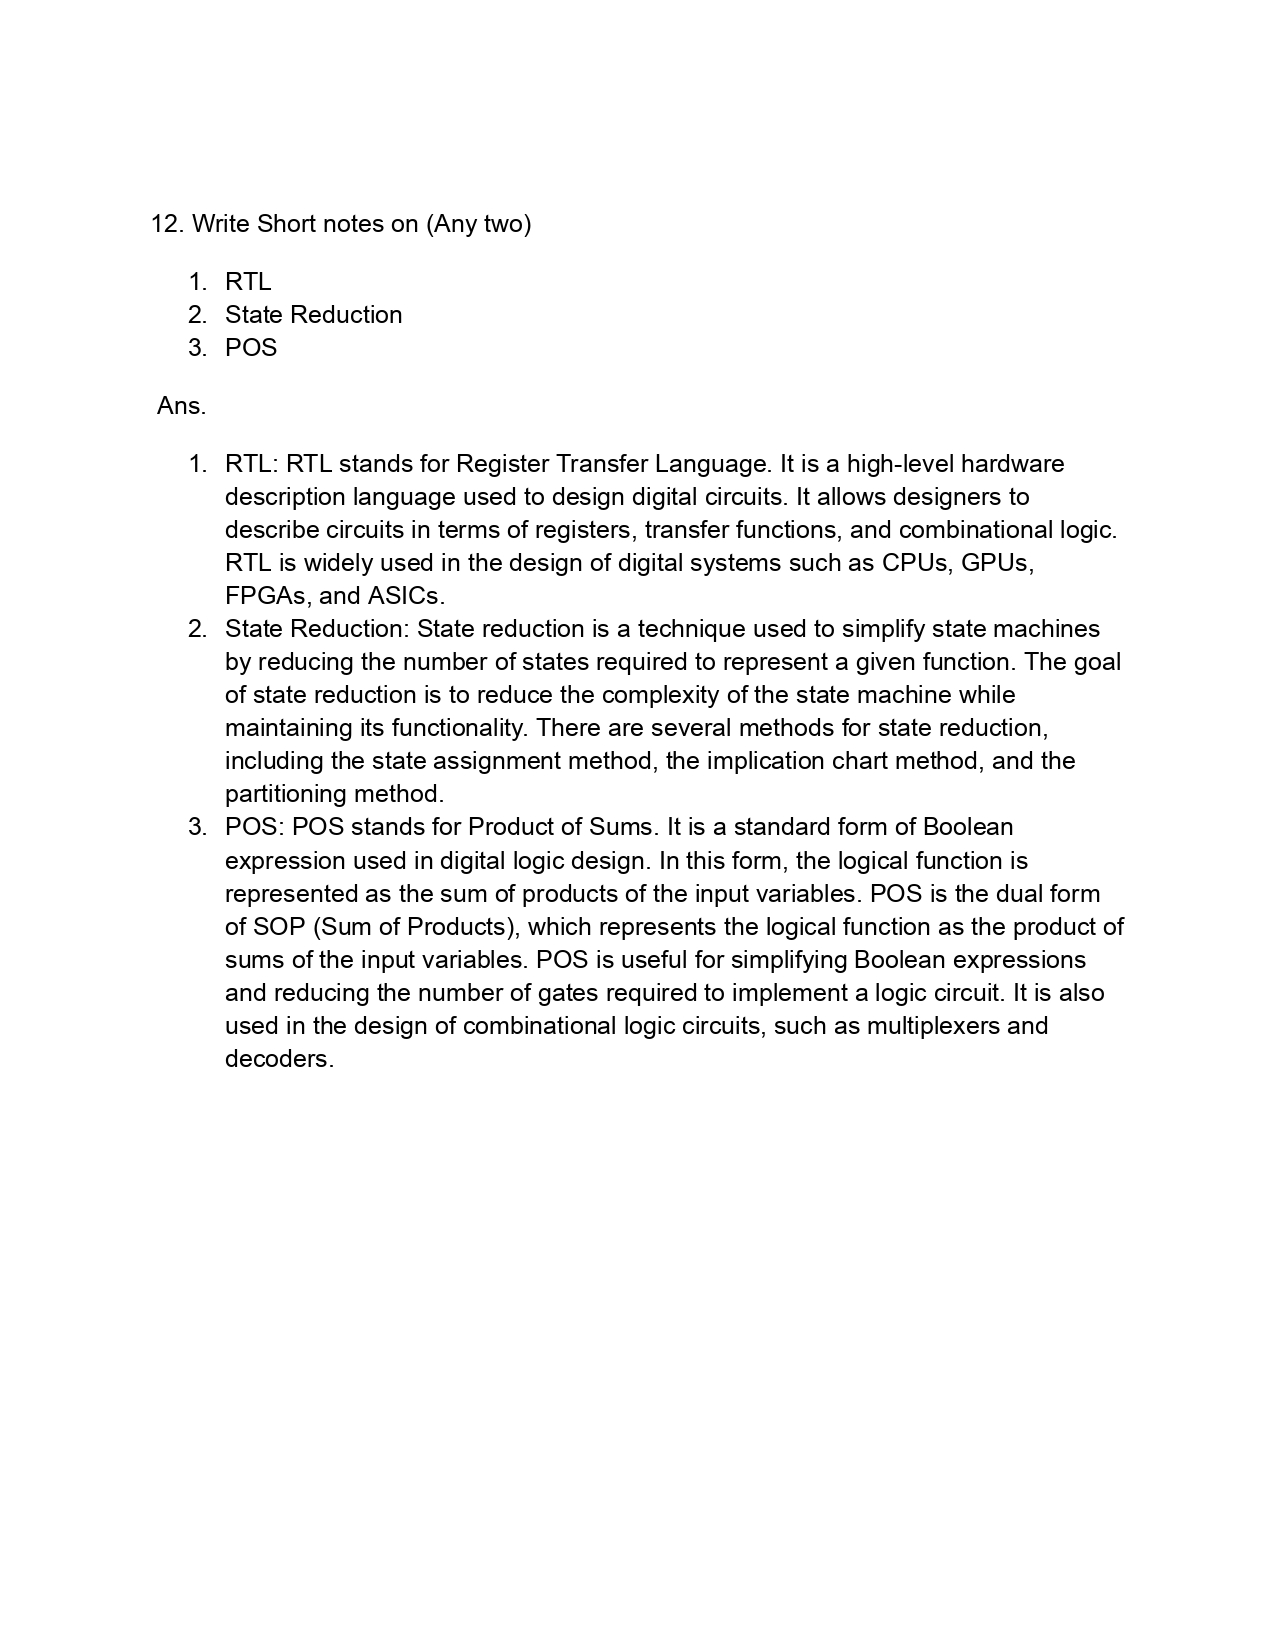 12. Write Short notes on (Any two)
1. RTL
2. State Reduction
3. POS
Ans.
1. RTL: RTL stands for Register Transfer Language. It is a high-level hardware
description language used to design digital circuits. It allows designers to
describe circuits in terms of registers, transfer functions, and combinational logic.
RTL is widely used in the design of digital systems such as CPUs, GPUs,
FPGAs, and ASICs.
2. State Reduction: State reduction is a technique used to simplify state machines
by reducing the number of states required to represent a given function. The goal
of state reduction is to reduce the complexity of the state machine while
maintaining its functionality. There are several methods for state reduction,
including the state assignment method, the implication chart method, and the
partitioning method.
3. POS: POS stands for Product of Sums. It is a standard form of Boolean
expression used in digital logic design. In this form, the logical function is
represented as the sum of products of the input variables. POS is the dual form
of SOP (Sum of Products), which represents the logical function as the product of
sums of the input variables. POS is useful for simplifying Boolean expressions
and reducing the number of gates required to implement a logic circuit. It is also
used in the design of combinational logic circuits, such as multiplexers and
decoders.